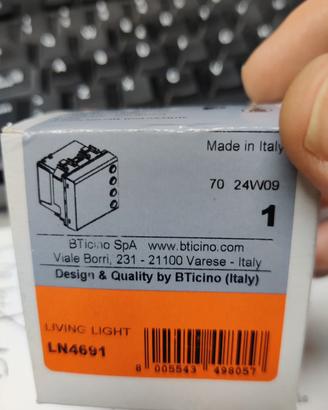 Made in Italy
70 24W09
1
BTicino SpA www.bticino.com
Viale Borri, 231 - 21100 Varese - Italy
Design & Quality by BTicino (Italy)
LIVING LIGHT
LN4691
8 005543 498057